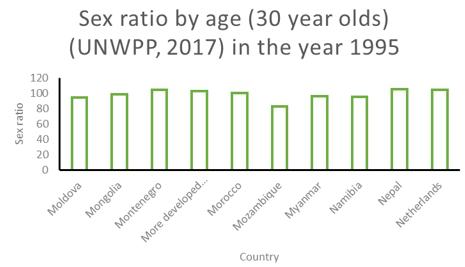 Sex ratio by age (30 year olds)
(UNWPP, 2017) in the year 1995
120
100
80
60
40
20
0
Sex ratio
Moldova
Mongolia
Montenegro
More developed…
Morocco
Mozambique
Myanmar
Namibia
Nepal
Netherlands
Country